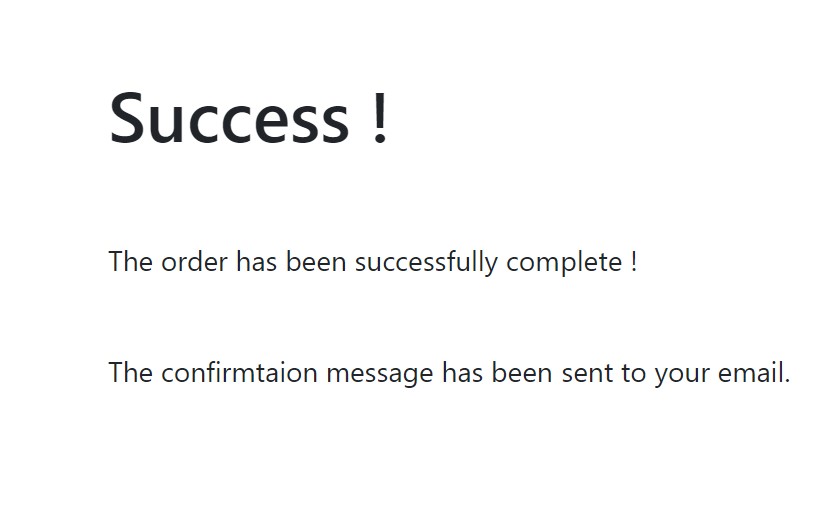 Success !
The order has been successfully complete !
The confirmtaion message has been sent to your email.